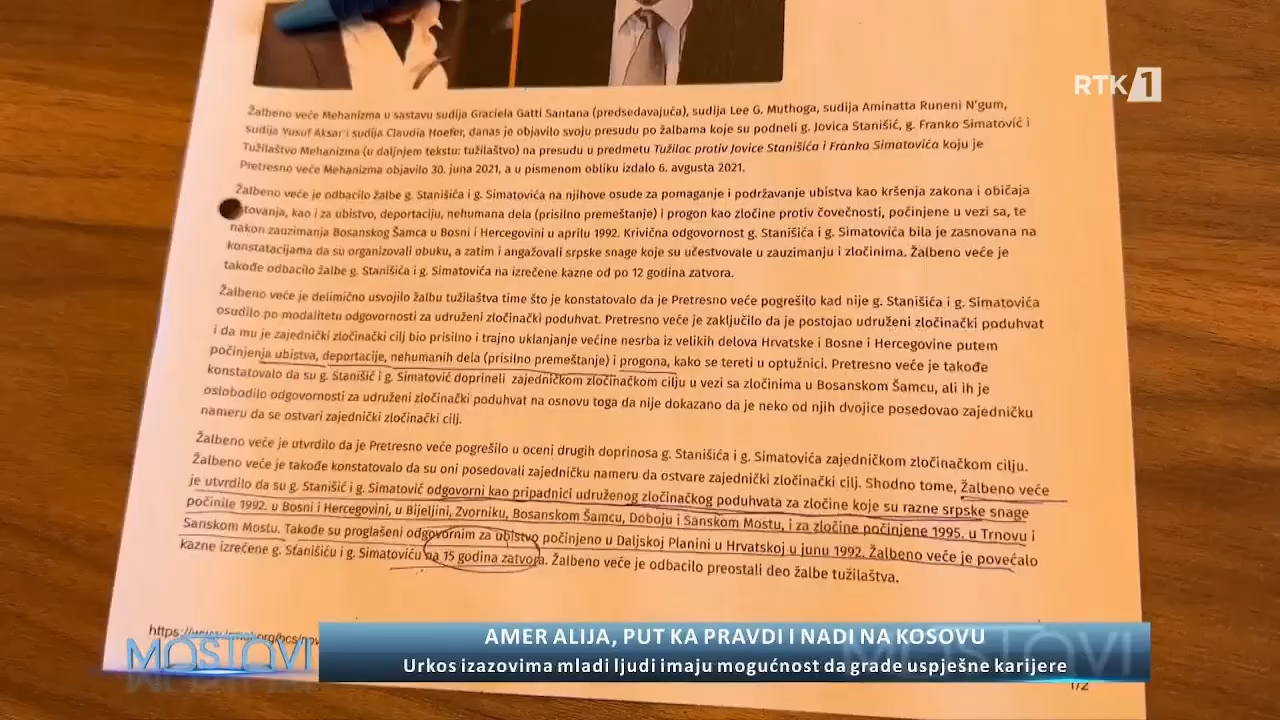 RTK 1
Žalbeno veće Mehanizma u sastavu sudija Graciela Gatti Santana (predsedavajuća), sudija Lee G. Muthoga, sudija Aminatta Runeni N'gum,
sudija Yusuf Aksar i sudija Claudia Hoefer, danas je objavilo svoju presudu po žalbama koje su podneli g. Jovica Stanišić, g. Franko Simatović i
Tužilaštvo Mehanizma (u daljnjem tekstu: tužilaštvo) na presudu u predmetu Tužilac protiv Jovice Stanišića i Franka Simatovića koju je
Pretresno veće Mehanizma objavilo 30. juna 2021, a u pismenom obliku izdalo 6. avgusta 2021.
Žalbeno veće je odbacilo žalbe g. Stanišića i g. Simatovića na njihove osude za pomaganje i podržavanje ubistva kao kršenja zakona i običaja
tovanja, kao i za ubistvo, deportaciju, nehumana dela (prisilno premeštanje) i progon kao zločine protiv čovečnosti, počinjene u vezi sa, te
nakon zauzimanja Bosanskog Šamca u Bosni i Hercegovini u aprilu 1992. Krivična odgovornost g. Stanišića i g. Simatovića bila je zasnovana na
konstatacijama da su organizovali obuku, a zatim i angažovali srpske snage koje su učestvovale u zauzimanju i zločinima. Žalbeno veće je
takođe odbacilo žalbe g. Stanišića i g. Simatovića na izrečene kazne od po 12 godina zatvora.
Žalbeno veće je delimično usvojilo žalbu tužilaštva time što je konstatovalo da je Pretresno veće pogrešilo kad nije g. Stanišića i g. Simatovića
osudilo po modalitetu odgovornosti za udruženi zločinački poduhvat. Pretresno veće je zaključilo da je postojao udruženi zločinački poduhvat
i da mu je zajednički zločinački cilj bio prisilno i trajno uklanjanje većine nesrba iz velikih delova Hrvatske i Bosne i Hercegovine putem
počinjenja ubistva, deportacije, nehumanih dela (prisilno premeštanje) i progona, kako se tereti u optužnici. Pretresno veće je takođe
konstatovalo da su g. Stanišić i g. Simatović doprineli zajedničkom zločinačkom cilju u vezi sa zločinima u Bosanskom Šamcu, ali ih je
oslobodilo odgovornosti za udruženi zločinački poduhvat na osnovu toga da nije dokazano da je neko od njih dvojice posedovao zajedničku
nameru da se ostvari zajednički zločinački cilj.
Žalbeno veće je utvrdilo da je Pretresno veće pogrešilo u oceni drugih doprinosa g. Stanišića i g. Simatovića zajedničkom zločinačkom cilju.
Žalbeno veće je takođe konstatovalo da su oni posedovali zajedničku nameru da ostvare zajednički zločinački cilj. Shodno tome, Žalbeno veće
je utvrdilo da su g. Stanišić i g. Simatović odgovorni kao pripadnici udruženog zločinačkog poduhvata za zločine koje su razne srpske snage
počinile 1992. u Bosni i Hercegovini, u Bijeljini, Zvorniku, Bosanskom Šamcu, Doboju i Sanskom Mostu, i za zločine počinjene 1995. u Trnovu i
Sanskom Mostu. Takođe su proglašeni odgovornim za ubistvo počinjeno u Daljskoj Planini u Hrvatskoj u junu 1992. Žalbeno veće je povećalo
kazne izrečene g. Stanišiću i g. Simatoviću na 15 godina zatvora. Žalbeno veće je odbacilo preostali deo žalbe tužilaštva.
MOSTOVI
AMER ALIJA, PUT KA PRAVDI I NADI NA KOSOVU
Urkos izazovima mladi ljudi imaju mogućnost da grade uspješne karijere
1/2